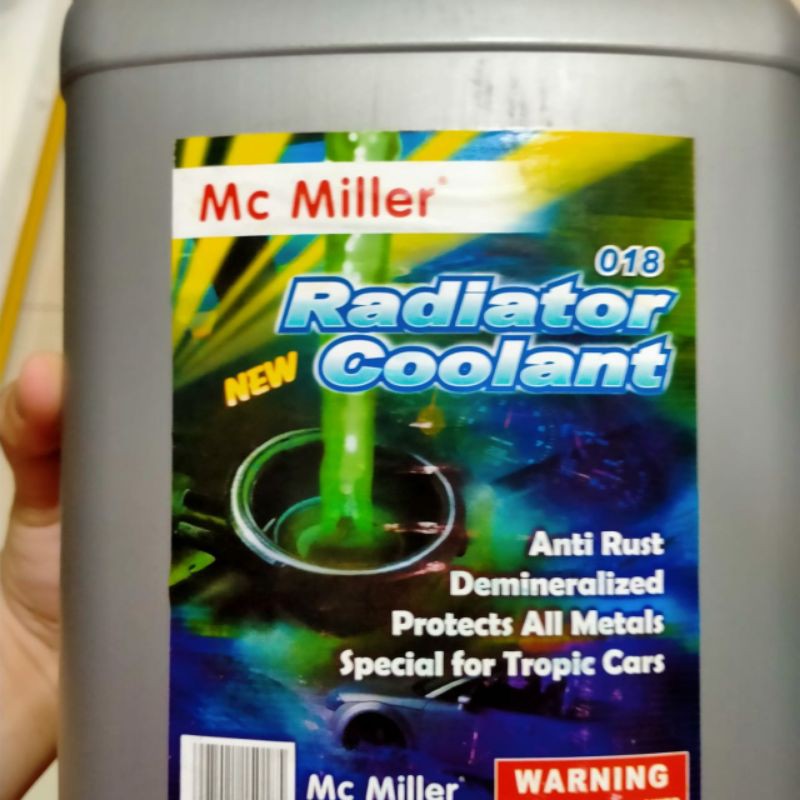 Mc Miller®
018
Radiator
NEW Coolant
Anti Rust
Demineralized
Protects All Metals
Special for Tropic Cars
Mc Miller®
WARNING